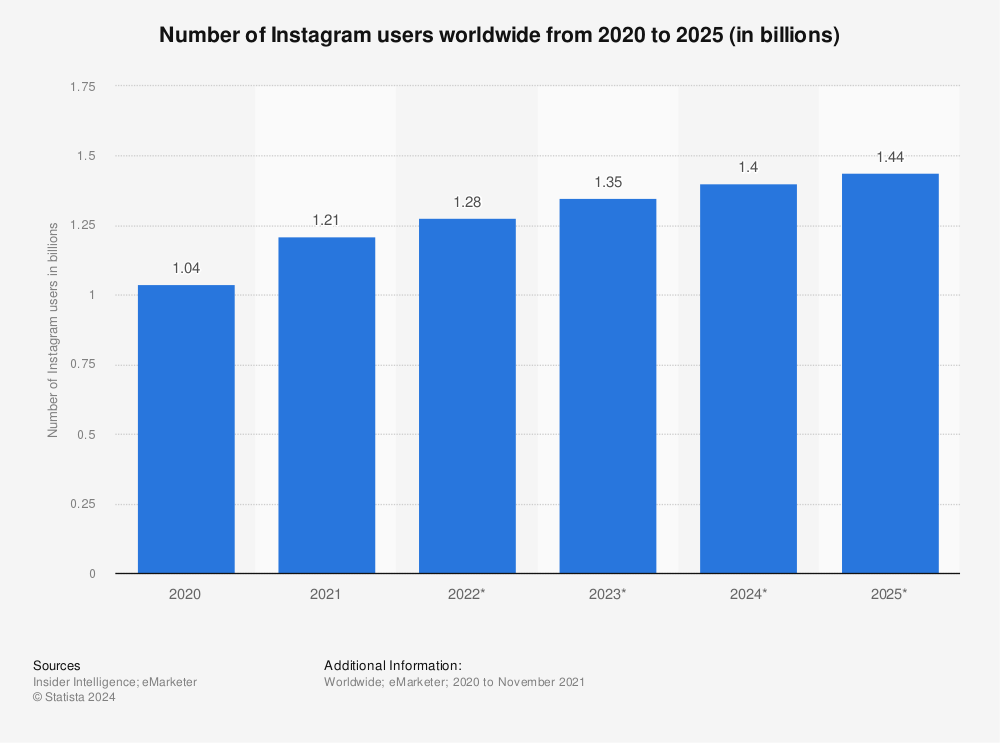 Number of Instagram users worldwide from 2020 to 2025 (in billions)
1.75
1.5
1.25
1
0.75
0.5
0.25
0
Number of Instagram users in billions
1.04
1.21
1.28
1.35
1.4
1.44
2020
2021
2022*
2023*
2024*
2025*
Sources
Insider Intelligence; eMarketer
© Statista 2024
Additional Information:
Worldwide; eMarketer; 2020 to November 2021